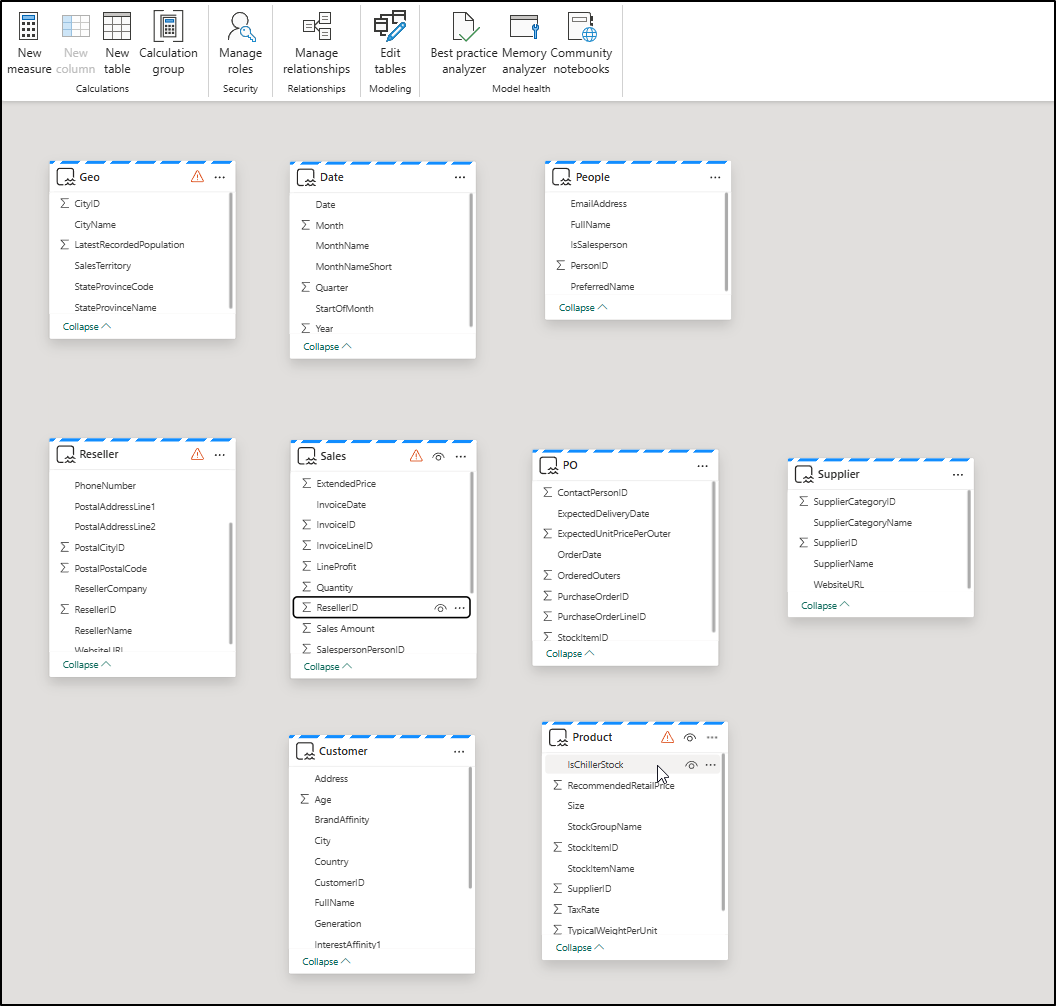 New measure
New column
New table
Calculation group
Calculations
Manage roles
Security
Manage relationships
Relationships
Edit tables
Modeling
Best practice analyzer
Memory analyzer
Community notebooks
Model health
Geo
CityID
CityName
LatestRecordedPopulation
SalesTerritory
StateProvinceCode
StateProvinceName
Collapse
Date
Date
Month
MonthName
MonthNameShort
Quarter
StartOfMonth
Year
Collapse
People
EmailAddress
FullName
IsSalesperson
PersonID
PreferredName
Collapse
Reseller
PhoneNumber
PostalAddressLine1
PostalAddressLine2
PostalCityID
PostalPostalCode
ResellerCompany
ResellerID
ResellerName
WebsiteURL
Collapse
Sales
ExtendedPrice
InvoiceDate
InvoiceID
InvoiceLineID
LineProfit
Quantity
ResellerID
Sales Amount
SalespersonPersonID
Collapse
PO
ContactPersonID
ExpectedDeliveryDate
ExpectedUnitPricePerOuter
OrderDate
OrderedOuters
PurchaseOrderID
PurchaseOrderLineID
StockItemID
Collapse
Supplier
SupplierCategoryID
SupplierCategoryName
SupplierID
SupplierName
WebsiteURL
Collapse
Customer
Address
Age
BrandAffinity
City
Country
CustomerID
FullName
Generation
InterestAffinity1
Collapse
Product
IsChillerStock
RecommendedRetailPrice
Size
StockGroupName
StockItemID
StockItemName
SupplierID
TaxRate
TypicalWeightPerUnit
Collapse